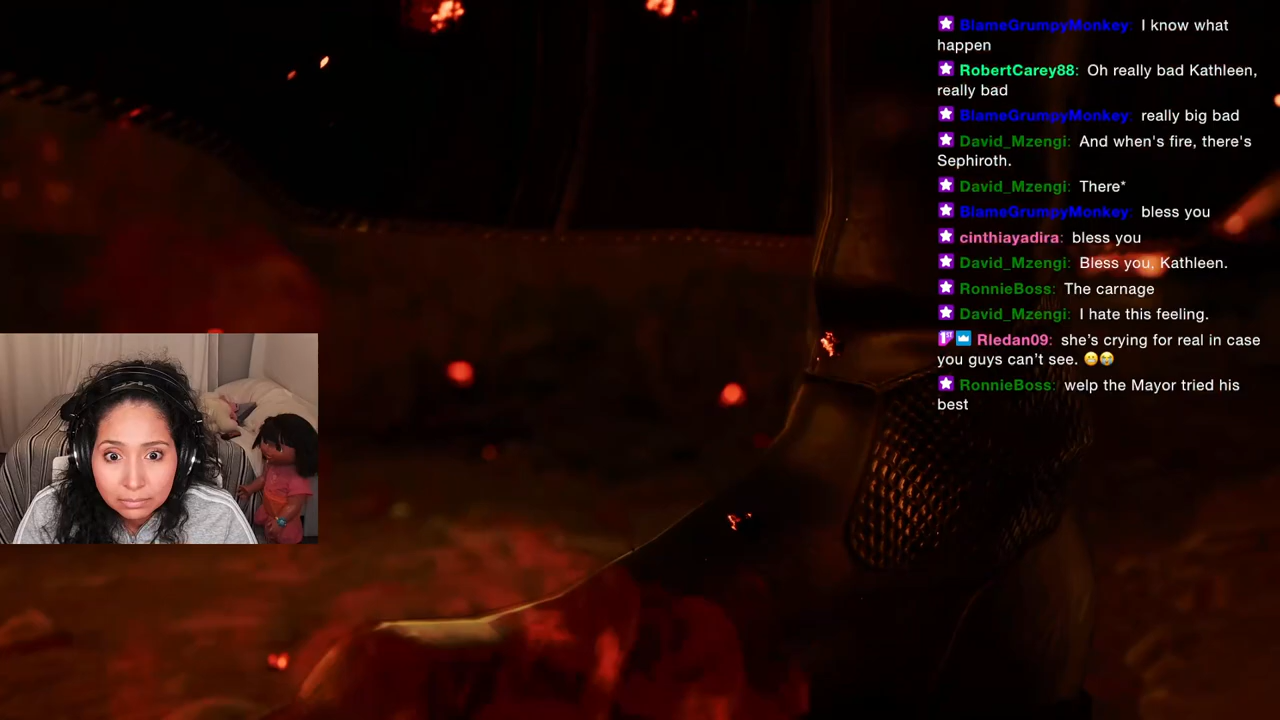 BlameGrumpyMonkey: I know what
happen
RobertCarey88: Oh really bad Kathleen,
really bad
BlameGrumpyMonkey: really big bad
David_Mzengi: And when's fire, there's
Sephiroth.
David_Mzengi: There*
BlameGrumpyMonkey: bless you
cinthiayadira: bless you
David_Mzengi: Bless you, Kathleen.
RonnieBoss: The carnage
David_Mzengi: I hate this feeling.
1ST Rledan09: she’s crying for real in case
you guys can’t see. 😬😭
RonnieBoss: welp the Mayor tried his
best